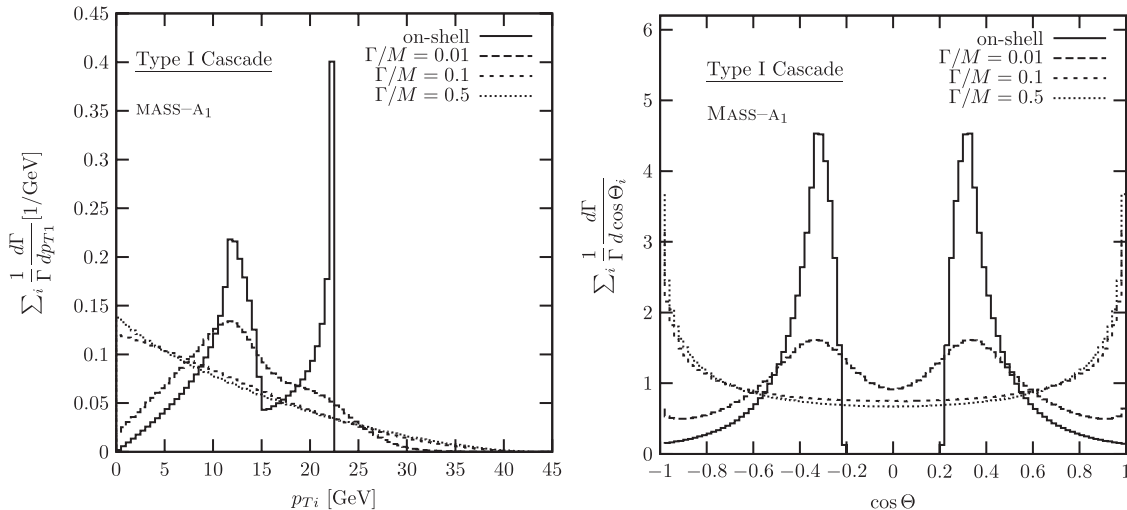 on-shell
Γ/M = 0.01
Γ/M = 0.1
Γ/M = 0.5
Type I Cascade
MASS–A1
0.45
0.4
0.35
0.3
0.25
0.2
0.15
0.1
0.05
0
0 5 10 15 20 25 30 35 40 45
∑i 1/Γ dΓ/dpT1 [1/GeV]
pTi [GeV]
on-shell
Γ/M = 0.01
Γ/M = 0.1
Γ/M = 0.5
Type I Cascade
MASS–A1
6
5
4
3
2
1
0
−1 −0.8 −0.6 −0.4 −0.2 0 0.2 0.4 0.6 0.8 1
∑i 1/Γ dΓ/d cos Θi
cos Θ